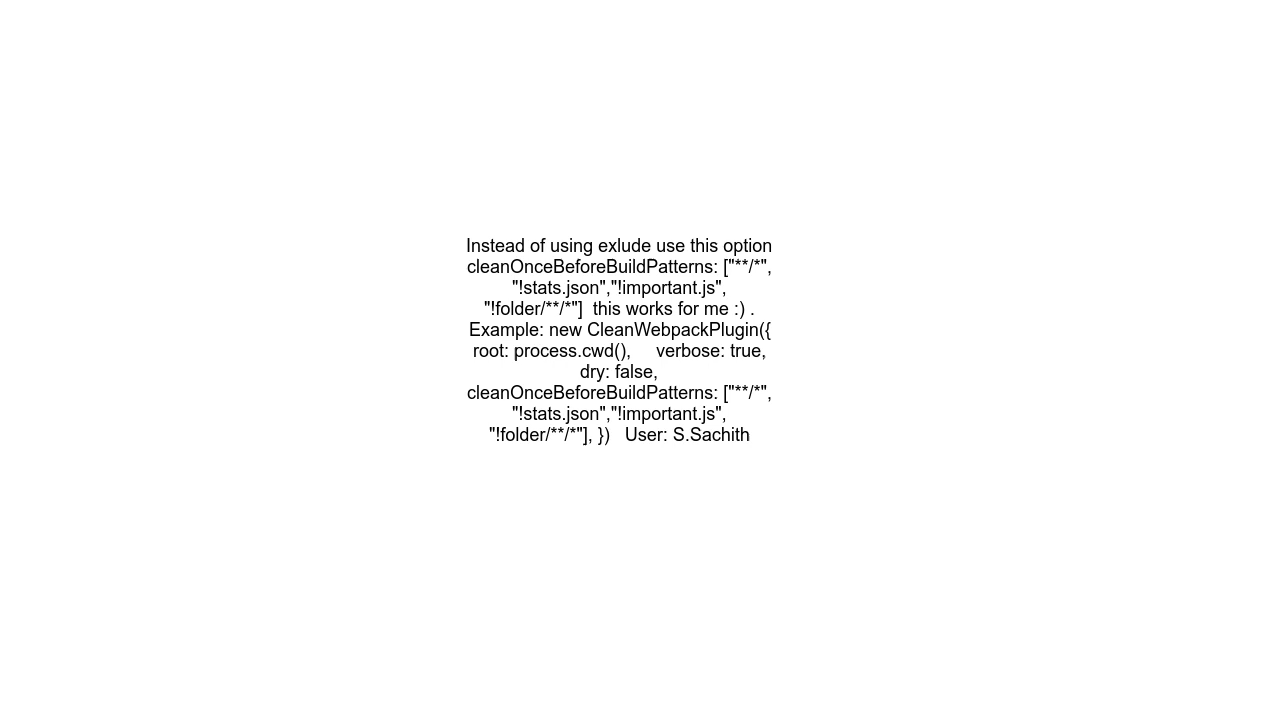 Instead of using exlude use this option
cleanOnceBeforeBuildPatterns: ["**/*",
"!stats.json","!important.js",
"!folder/**/*"]  this works for me :) .
Example: new CleanWebpackPlugin({
root: process.cwd(),     verbose: true,
dry: false,
cleanOnceBeforeBuildPatterns: ["**/*",
"!stats.json","!important.js",
"!folder/**/*"], })   User: S.Sachith